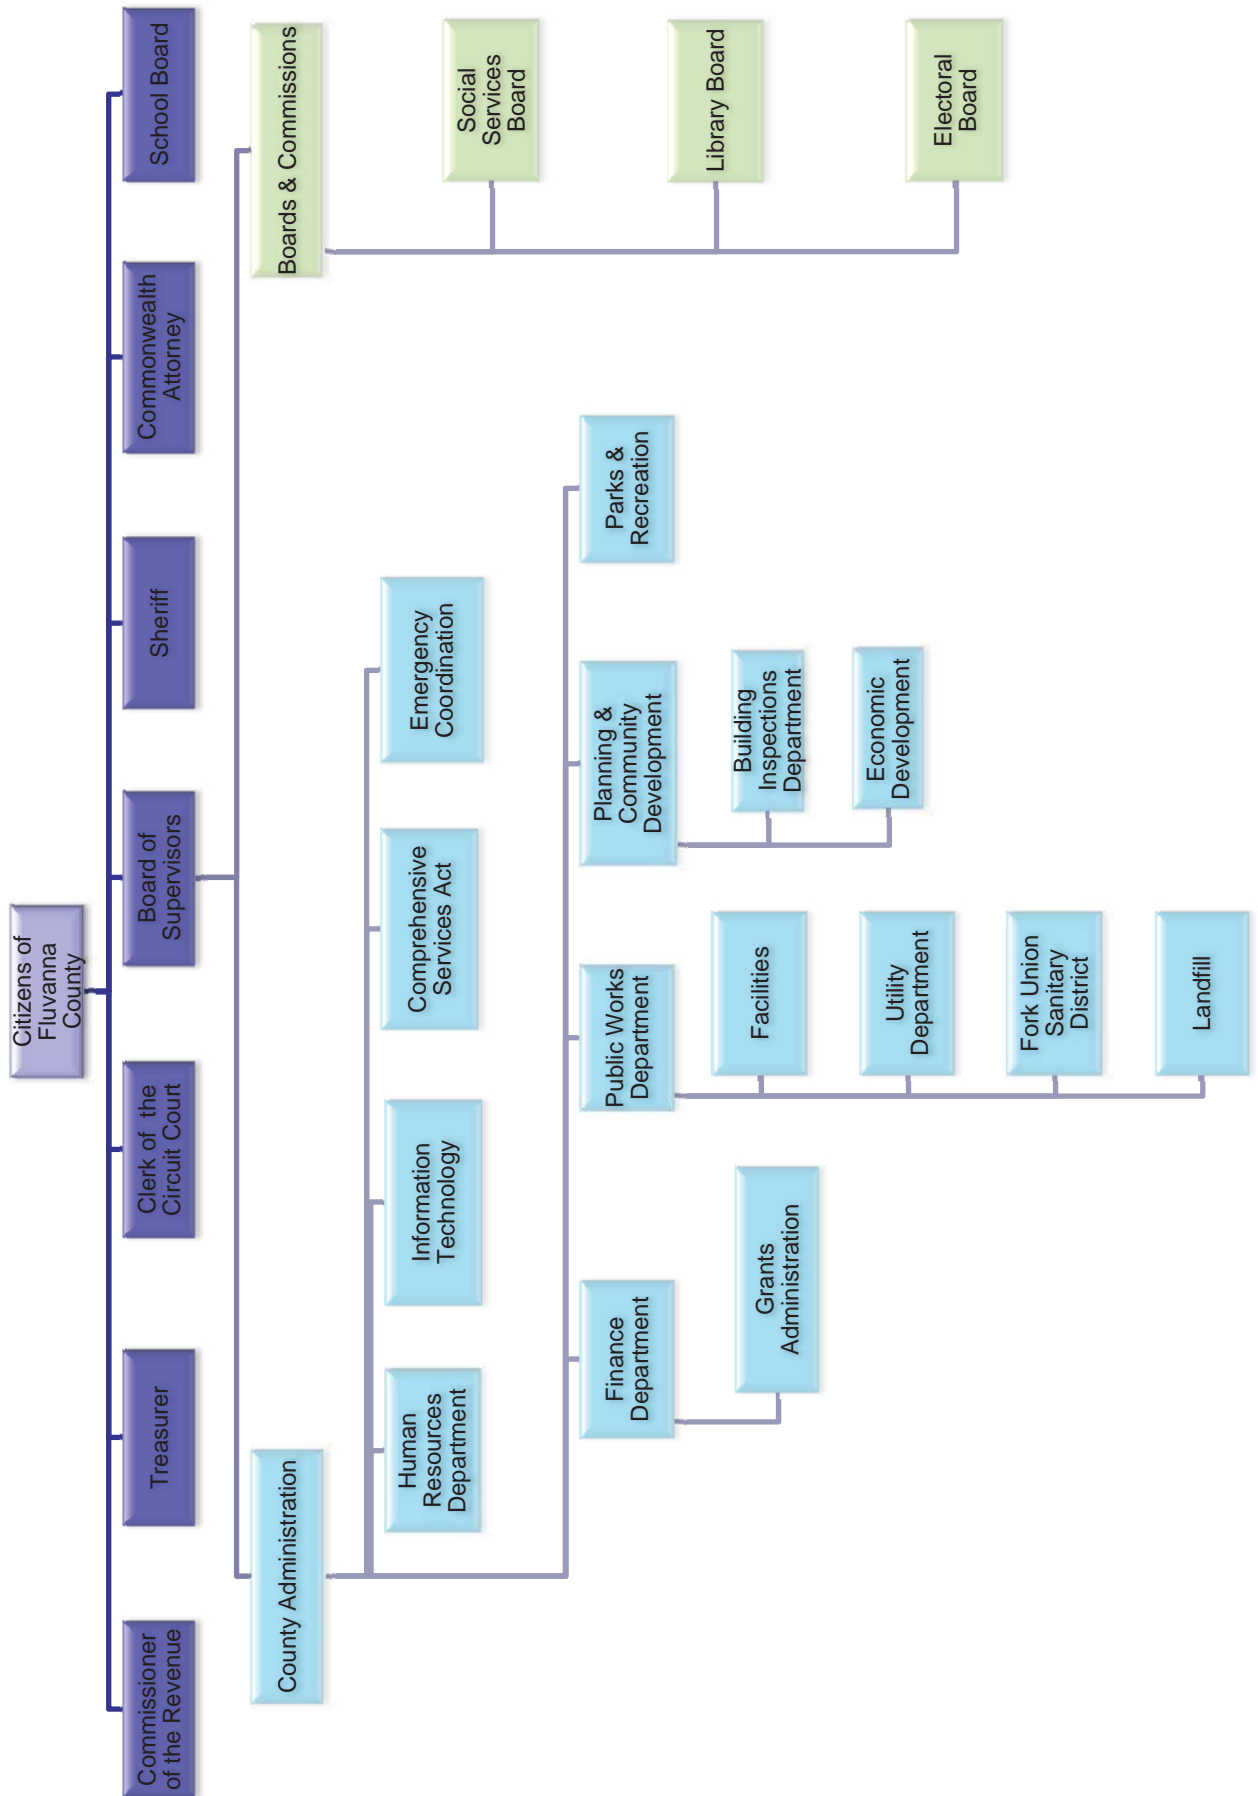 Citizens of
Fluvanna
County
Commissioner
of the Revenue
Treasurer
Clerk of the
Circuit Court
Board of
Supervisors
Sheriff
Commonwealth
Attorney
School Board
County Administration
Boards & Commissions
Human
Resources
Department
Information
Technology
Comprehensive
Services Act
Emergency
Coordination
Social
Services
Board
Library Board
Electoral
Board
Finance
Department
Public Works
Department
Planning &
Community
Development
Parks &
Recreation
Grants
Administration
Facilities
Utility
Department
Fork Union
Sanitary
District
Landfill
Building
Inspections
Department
Economic
Development